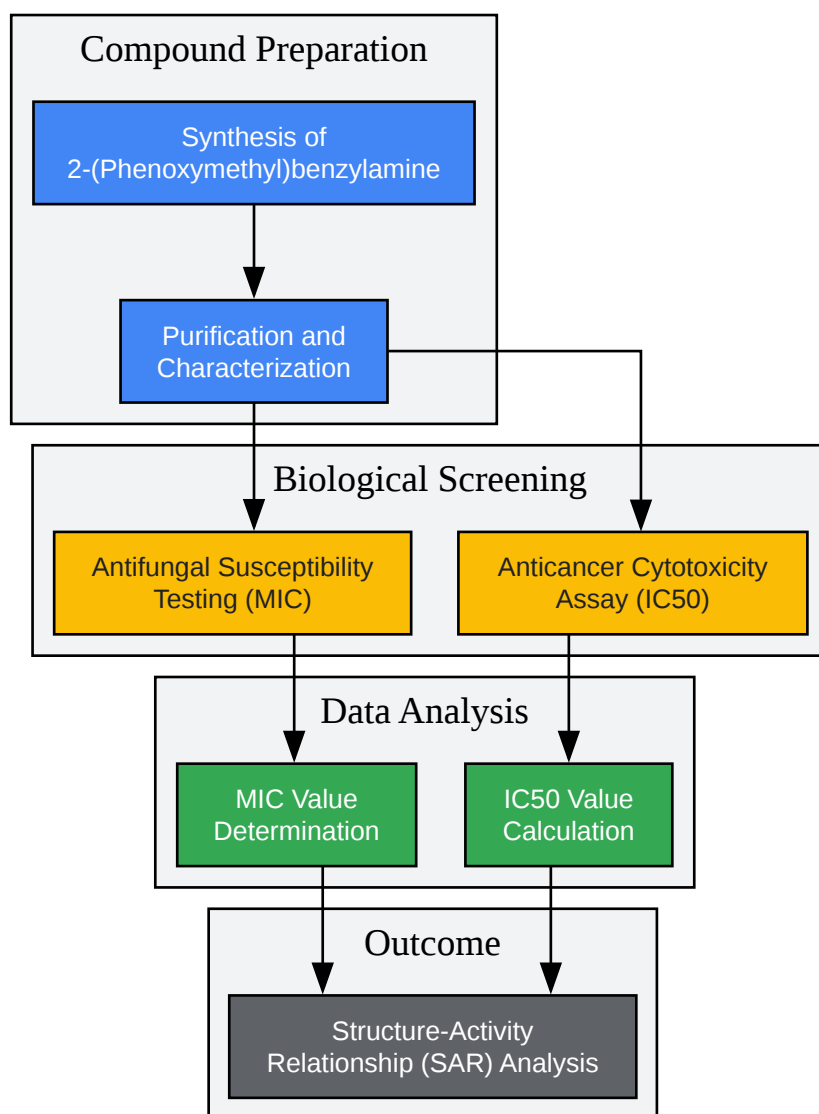 Compound Preparation
Synthesis of
2-(Phenoxymethyl)benzylamine
Purification and
Characterization
Biological Screening
Antifungal Susceptibility
Testing (MIC)
Anticancer Cytotoxicity
Assay (IC50)
Data Analysis
MIC Value
Determination
IC50 Value
Calculation
Outcome
Structure-Activity
Relationship (SAR) Analysis